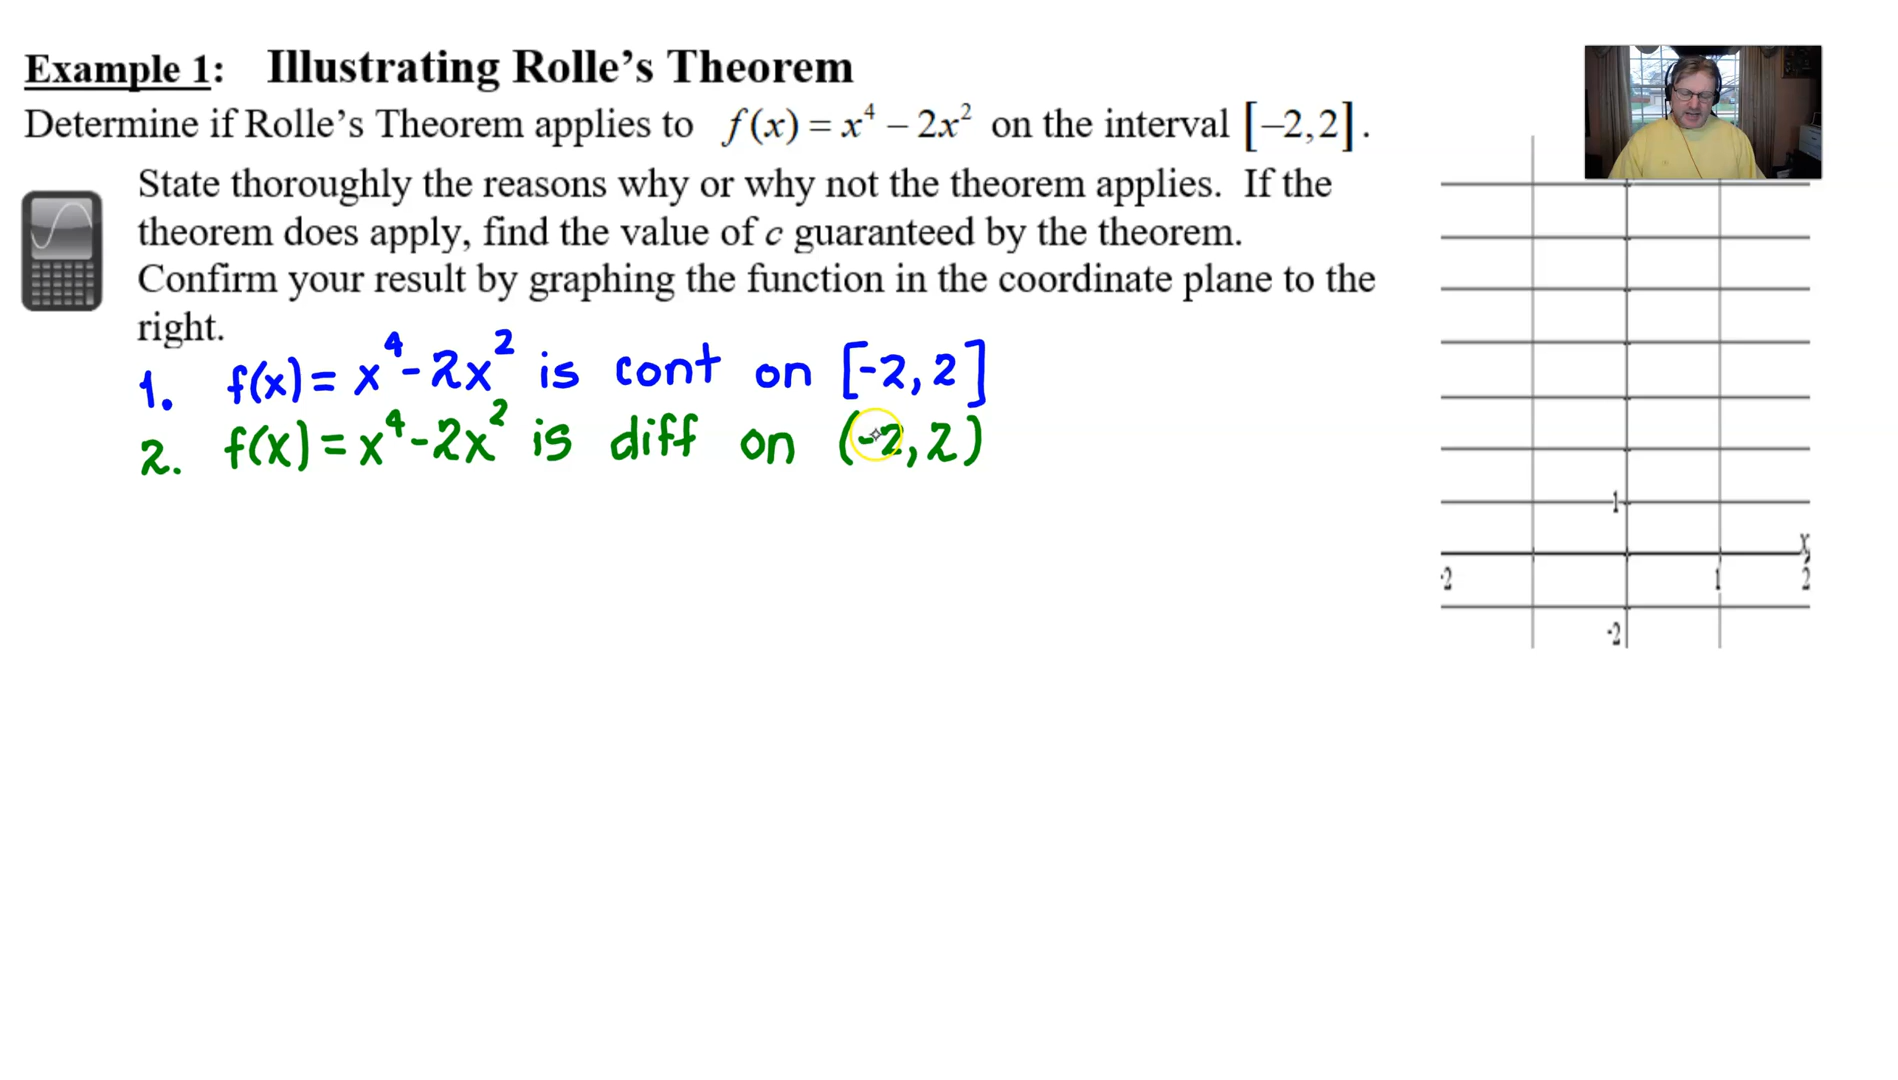 Example 1: Illustrating Rolle's Theorem
Determine if Rolle's Theorem applies to f(x) = x⁴ – 2x² on the interval [–2,2].
State thoroughly the reasons why or why not the theorem applies. If the
theorem does apply, find the value of c guaranteed by the theorem.
Confirm your result by graphing the function in the coordinate plane to the
right.
1. f(x) = x⁴ - 2x² is cont on [-2, 2]
2. f(x) = x⁴ - 2x² is diff on (-2, 2)
1
x
-2 1 2
-2